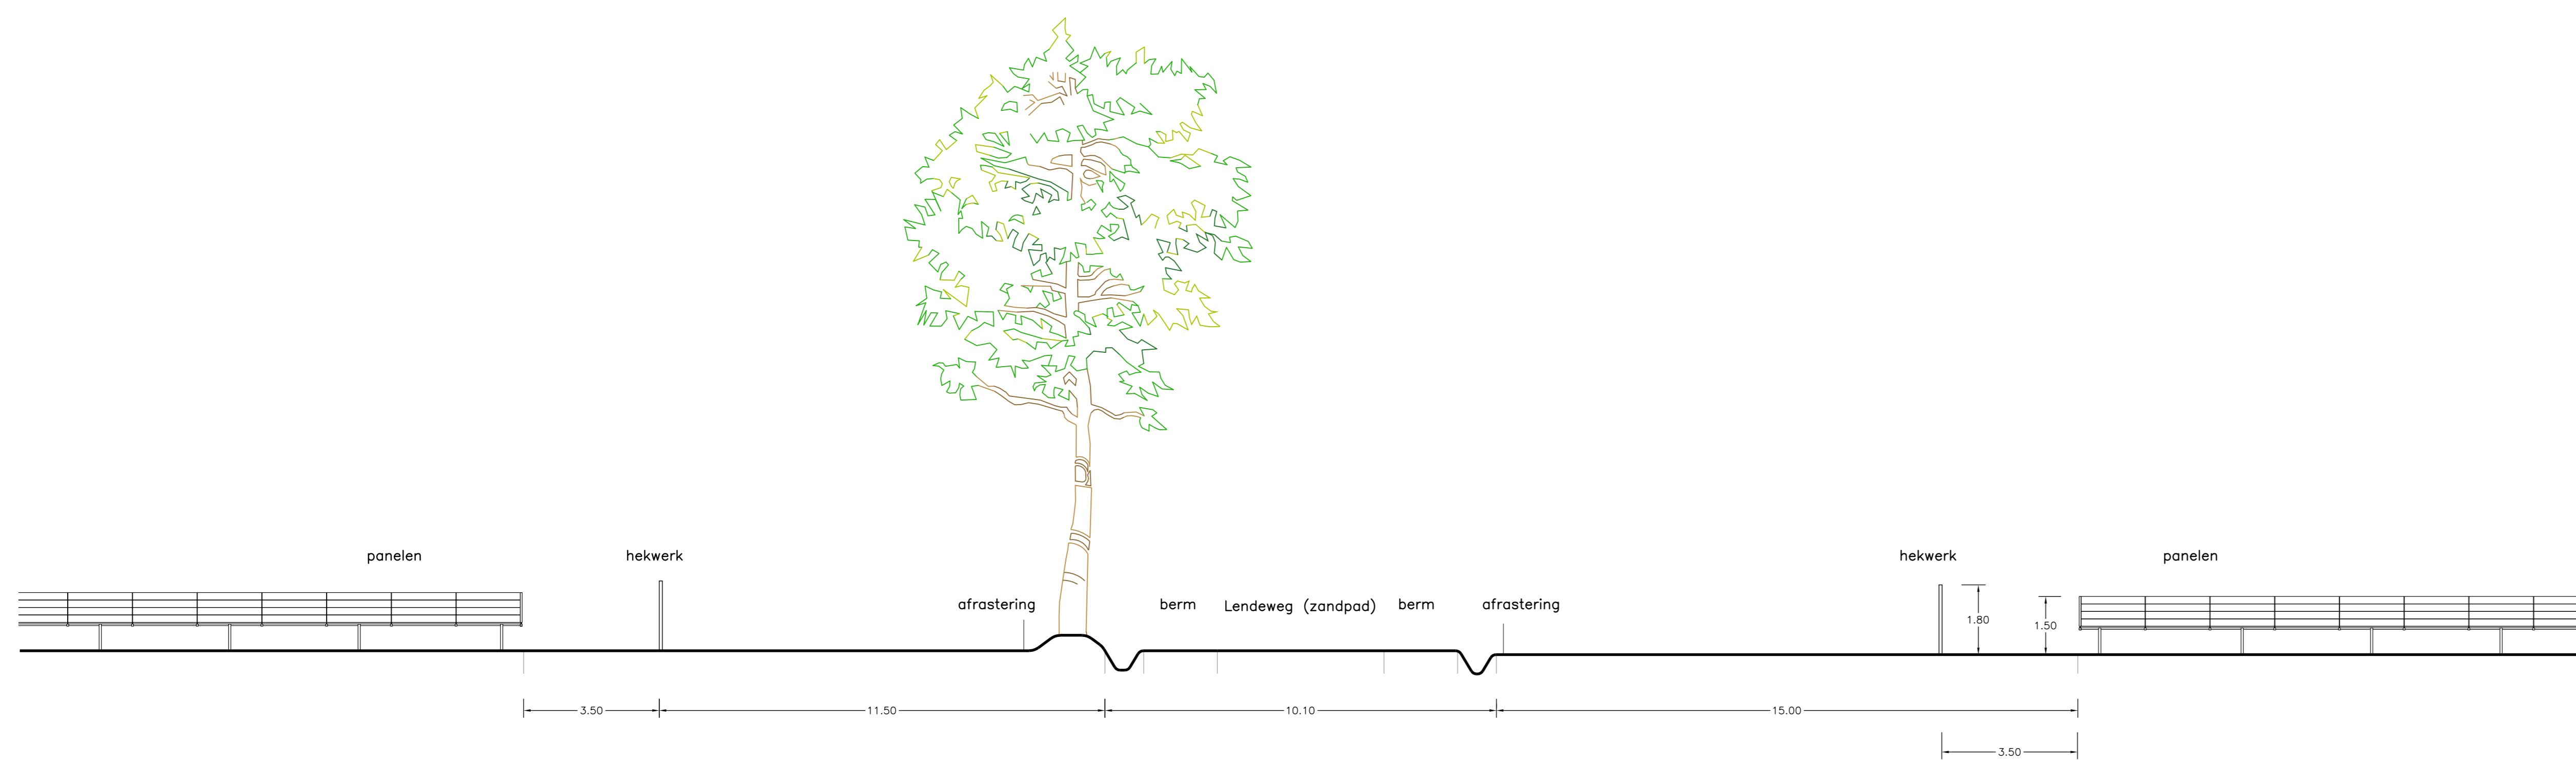 panelen
hekwerk
hekwerk
panelen
afrastering
berm
Lendeweg (zandpad)
berm
afrastering
1.80
1.50
3.50
11.50
10.10
15.00
3.50